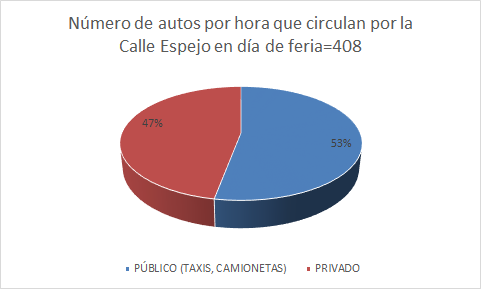 Número de autos por hora que circulan por la
Calle Espejo en día de feria=408
47%
53%
PÚBLICO (TAXIS, CAMIONETAS) PRIVADO